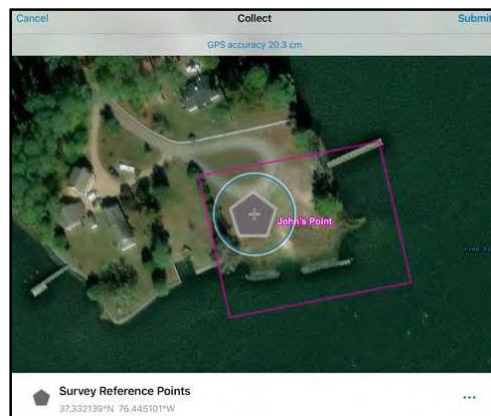 Cancel Collect Submit
GPS accuracy 20.3 cm
John's Point
Survey Reference Points
37.332139°N 76.445101°W